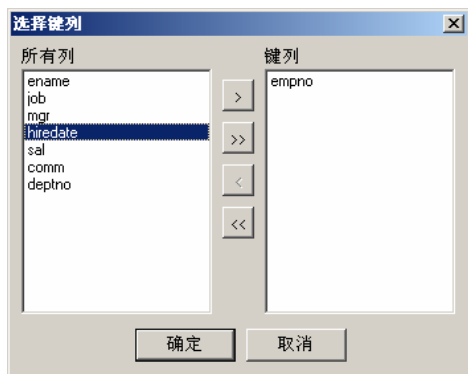 选择键列
所有列
键列
ename
job
mgr
hiredate
sal
comm
deptno
>
>>
<
<<
empno
确定
取消